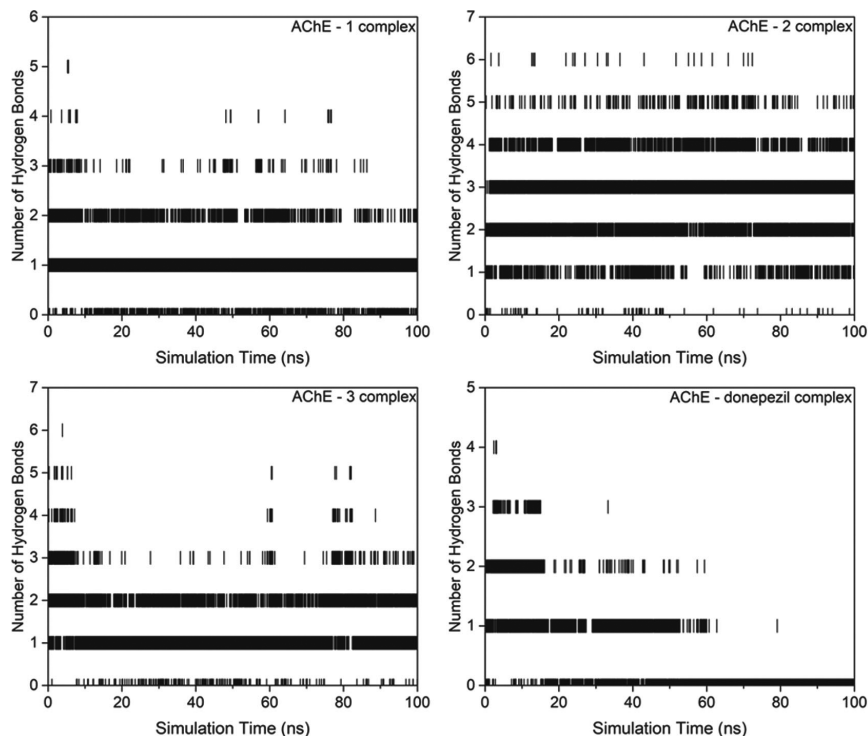 AChE - 1 complex
6
5
4
3
2
1
0
Number of Hydrogen Bonds
0 20 40 60 80 100
Simulation Time (ns)
AChE - 2 complex
7
6
5
4
3
2
1
0
Number of Hydrogen Bonds
0 20 40 60 80 100
Simulation Time (ns)
AChE - 3 complex
7
6
5
4
3
2
1
0
Number of Hydrogen Bonds
0 20 40 60 80 100
Simulation Time (ns)
AChE - donepezil complex
5
4
3
2
1
0
Number of Hydrogen Bonds
0 20 40 60 80 100
Simulation Time (ns)